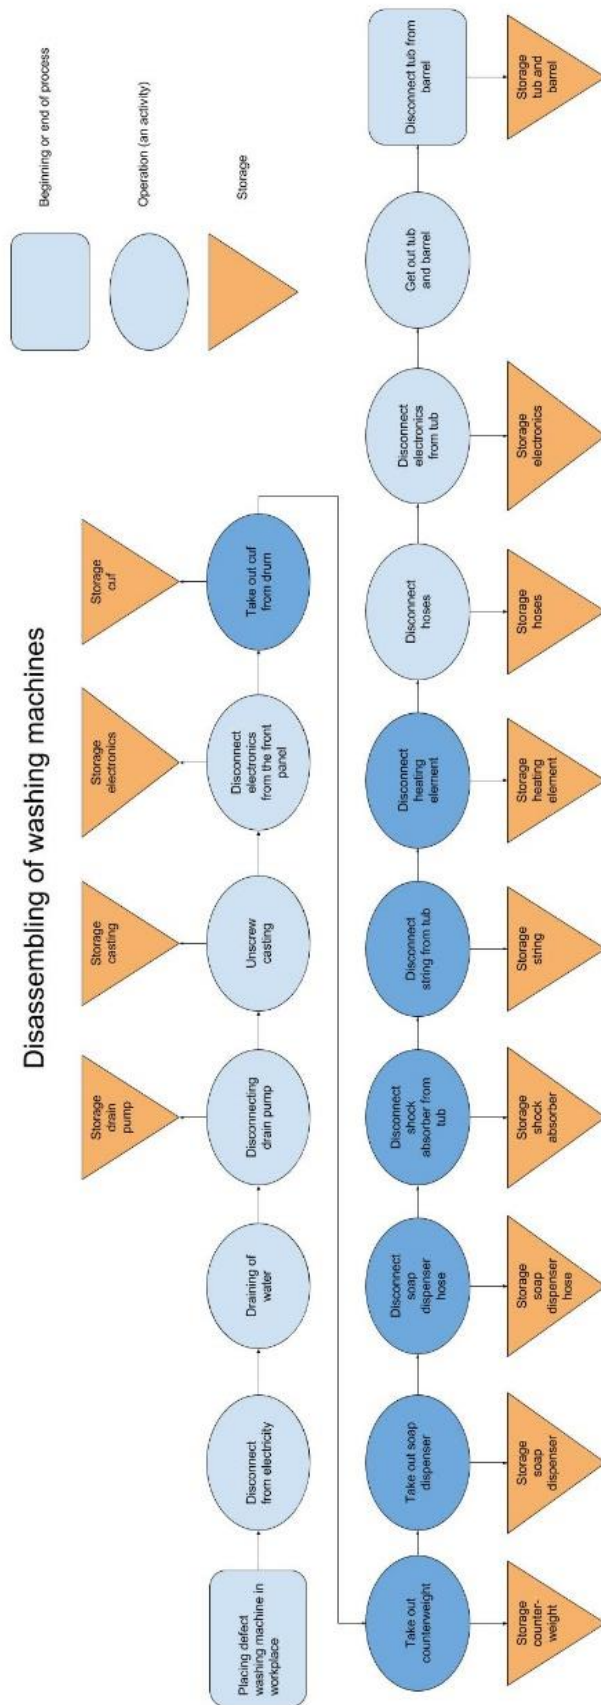 Disassembling of washing machines
Beginning or end of process
Operation (an activity)
Storage
Storage
drain
pump
Storage
casting
Storage
electronics
Storage
cuf
Placing defect
washing machine in
workplace
Disconnect
from electricity
Draining of
water
Disconnecting
drain pump
Unscrew
casting
Disconnect
electronics
from the front
panel
Take out cuf
from drum
Take out
counterweight
Take out soap
dispenser
Disconnect
soap
dispenser
hose
Disconnect
shock
absorber from
tub
Disconnect
string from tub
Disconnect
heating
element
Disconnect
hoses
Disconnect
electronics
from tub
Get out tub
and barrel
Disconnect tub from
barrel
Storage
counter-
weight
Storage
soap
dispenser
Storage
soap
dispenser
hose
Storage
shock
absorber
Storage
string
Storage
heating
element
Storage
hoses
Storage
electronics
Storage
tub and
barrel